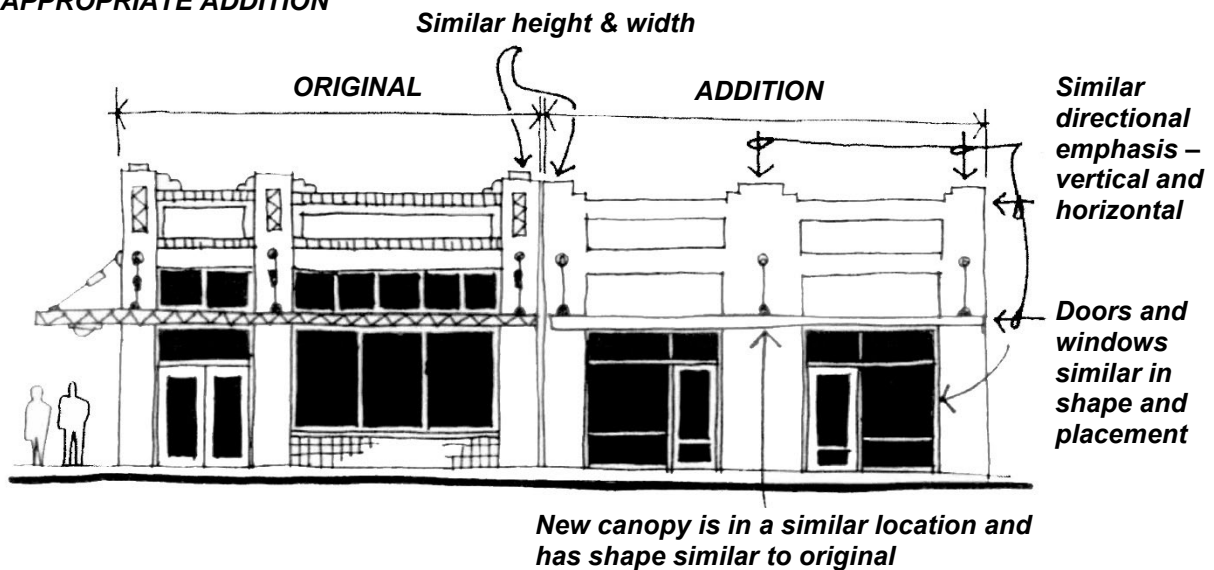 APPROPRIATE ADDITION
Similar height & width
ORIGINAL
ADDITION
Similar
directional
emphasis –
vertical and
horizontal
Doors and
windows
similar in
shape and
placement
New canopy is in a similar location and
has shape similar to original